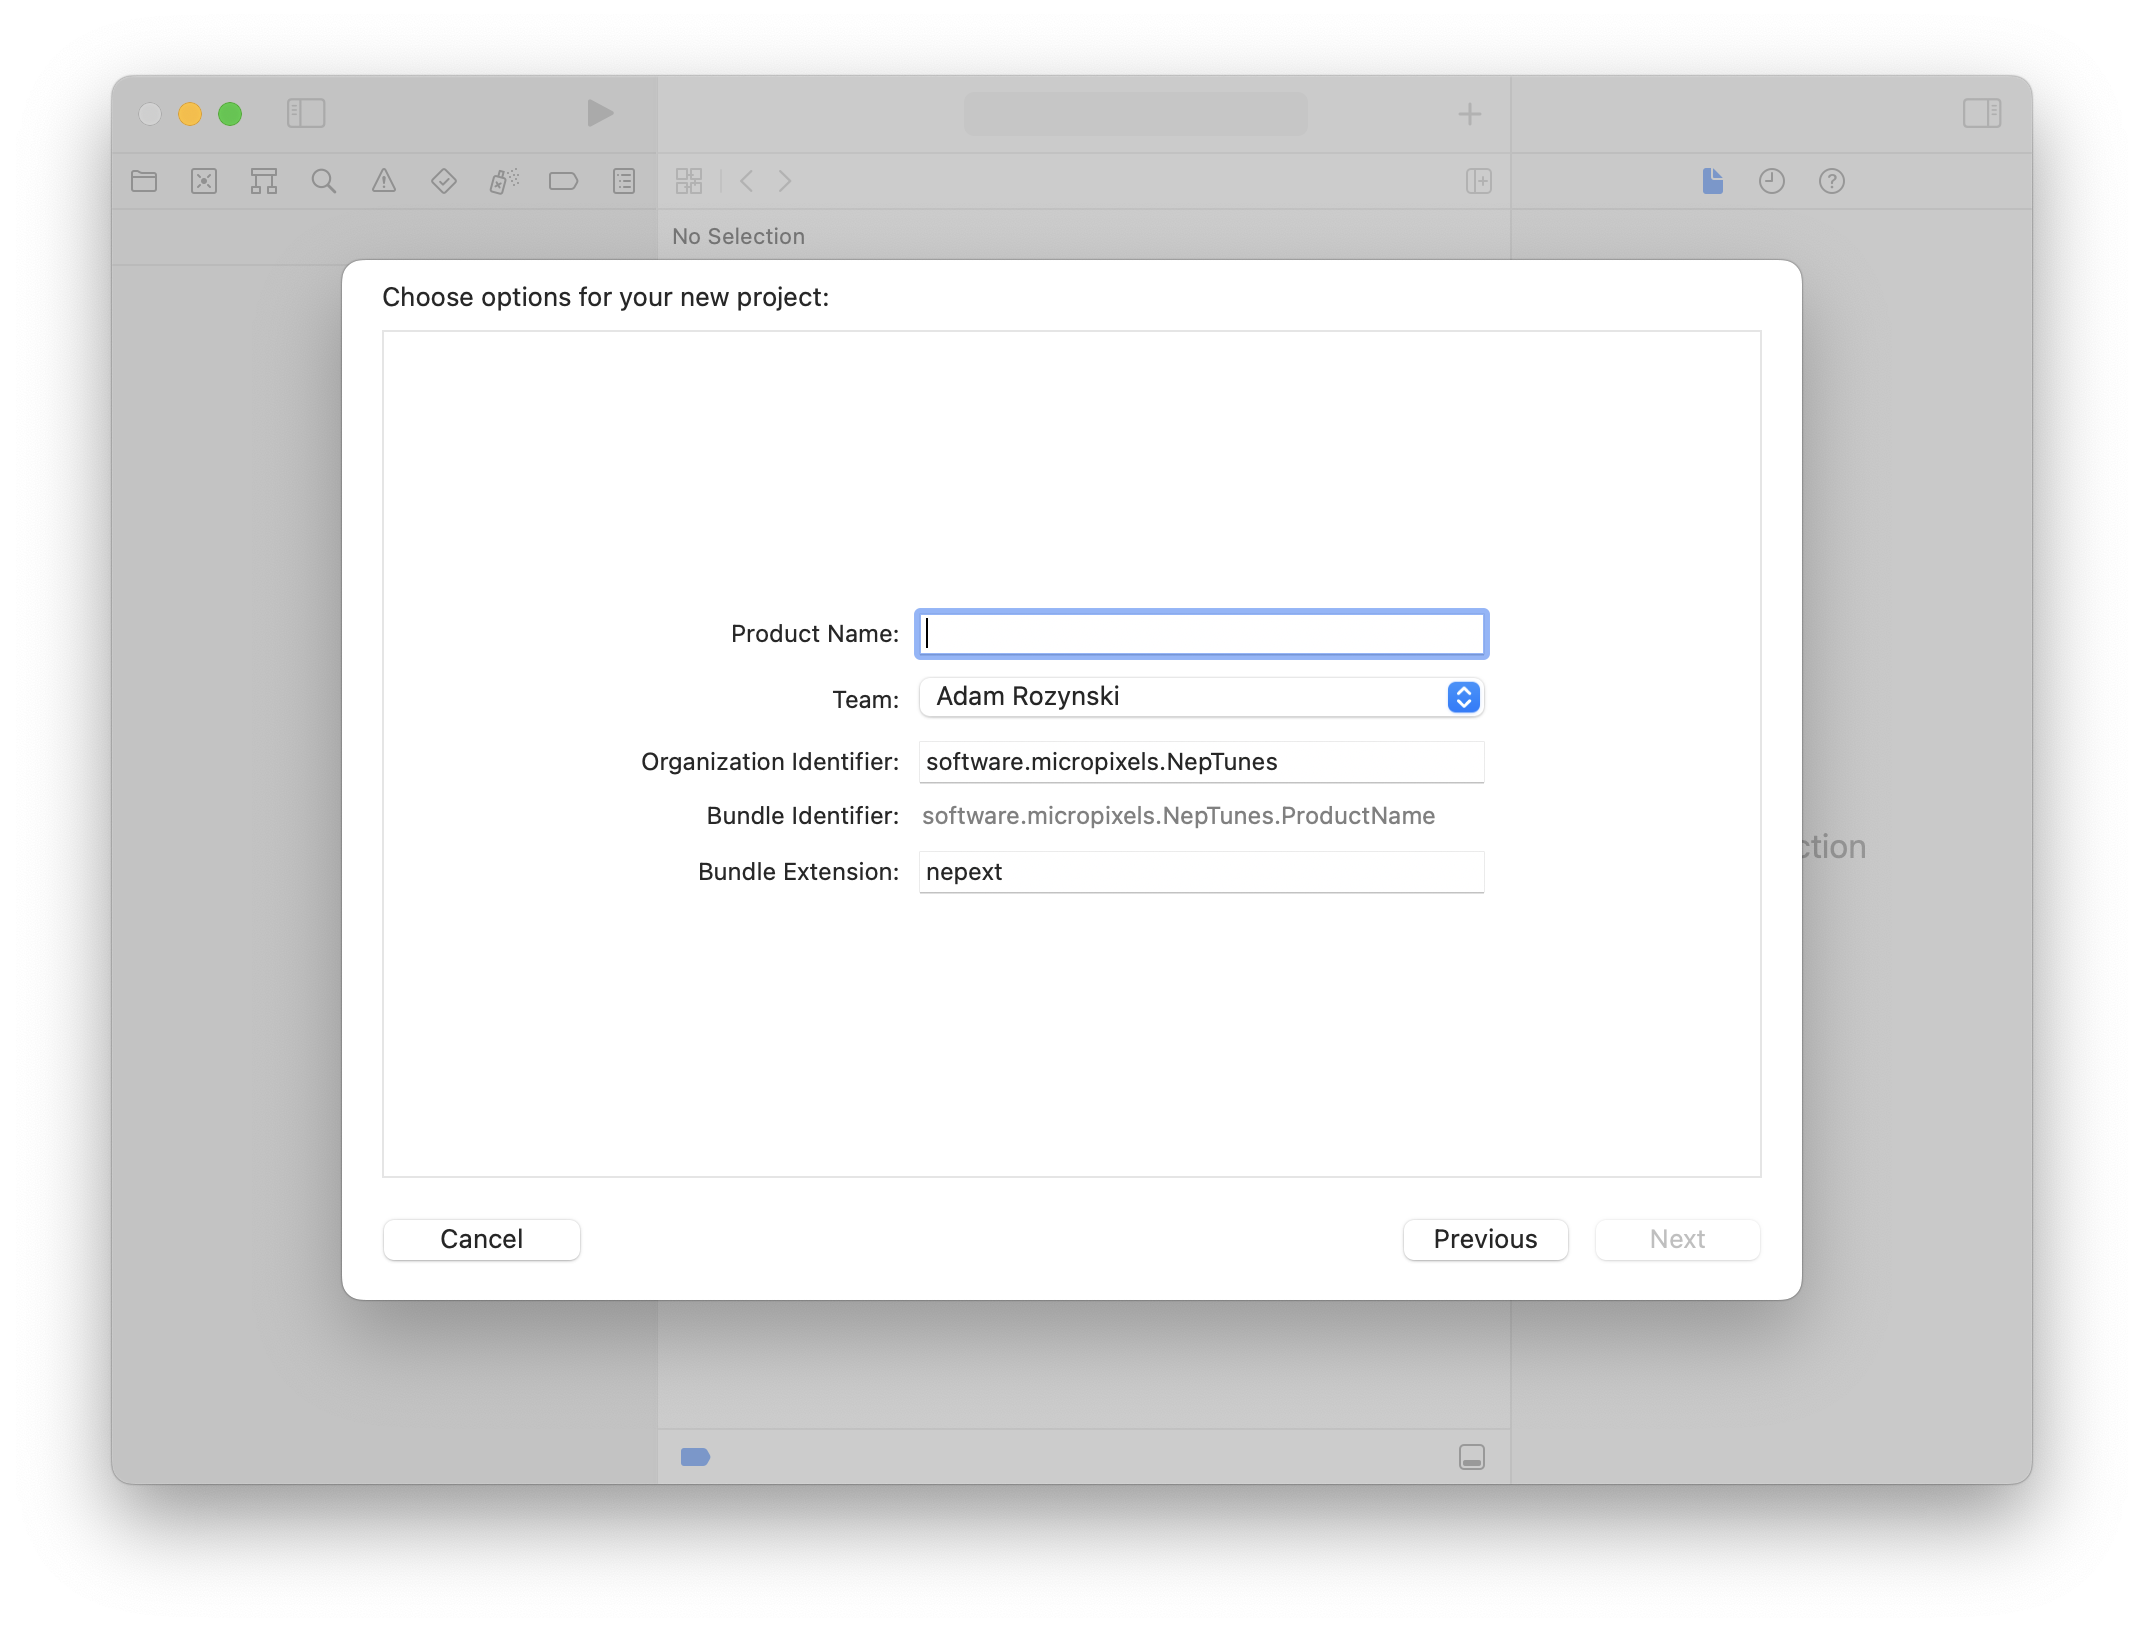 No Selection
Choose options for your new project:
Product Name:
Team: Adam Rozynski
Organization Identifier: software.micropixels.NepTunes
Bundle Identifier: software.micropixels.NepTunes.ProductName
Bundle Extension: nepext
ction
Cancel Previous Next